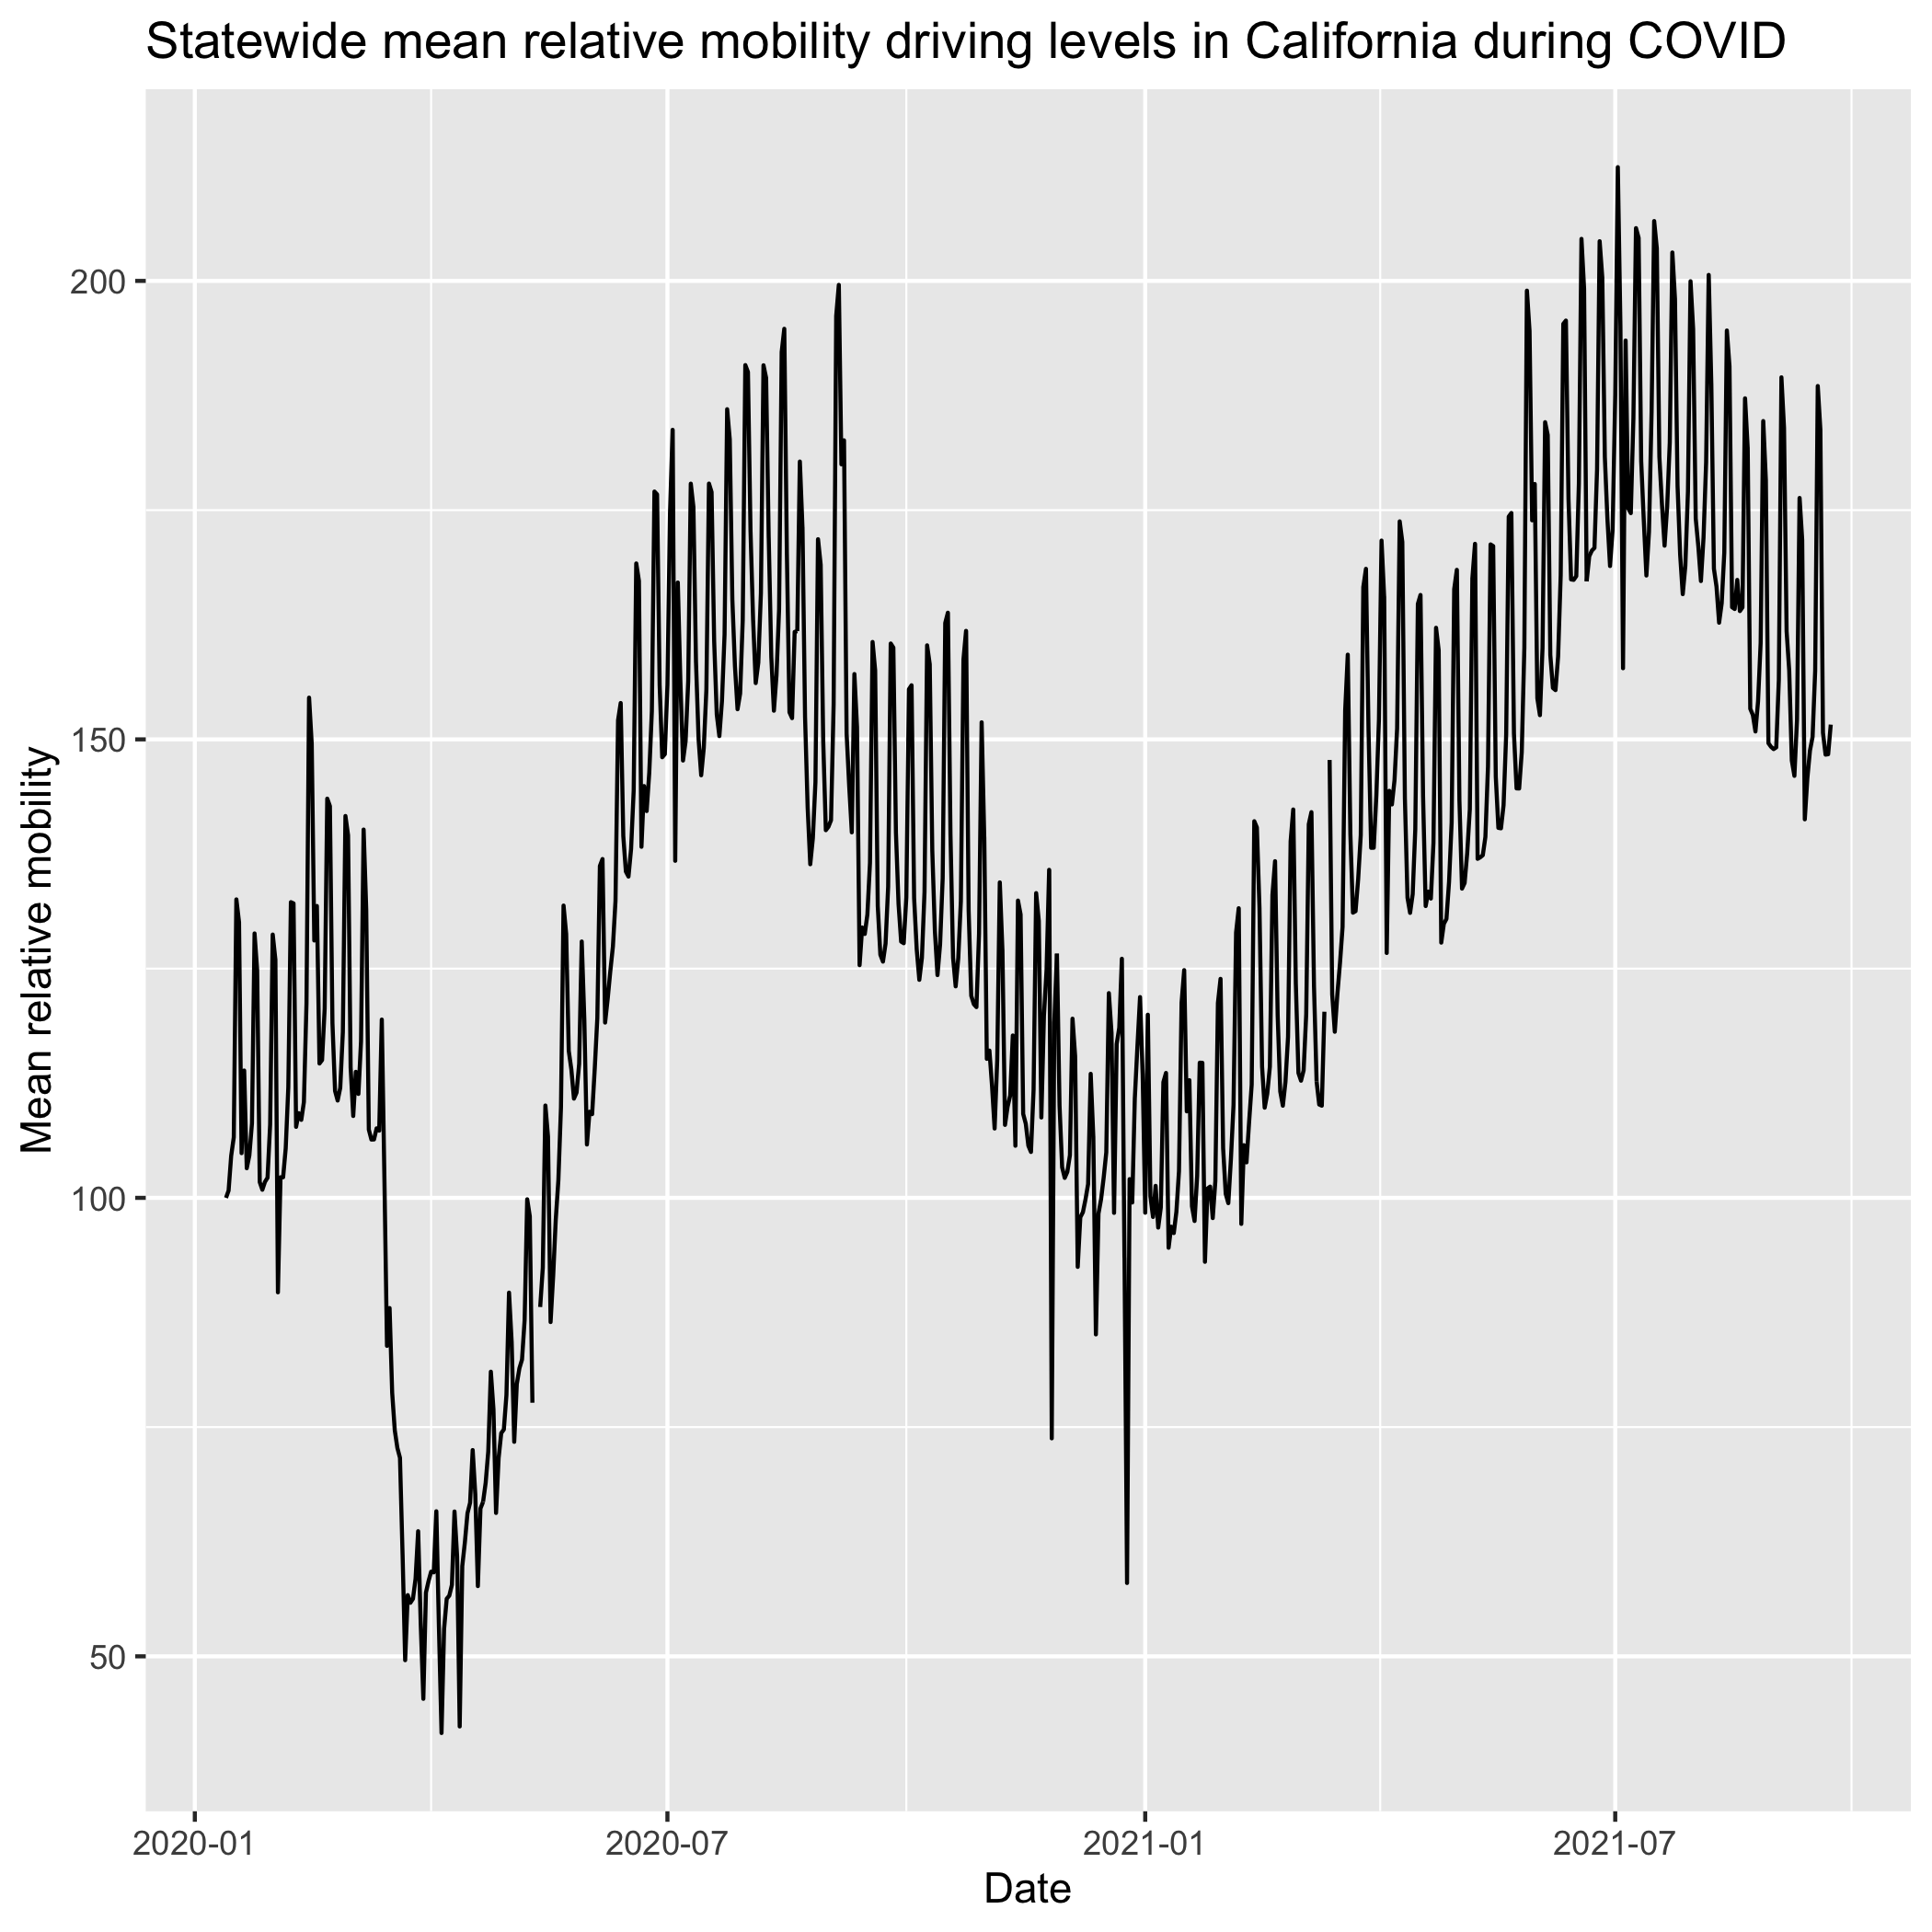 Statewide mean relative mobility driving levels in California during COVID
Mean relative mobility
200
150
100
50
2020-01 2020-07 2021-01 2021-07
Date